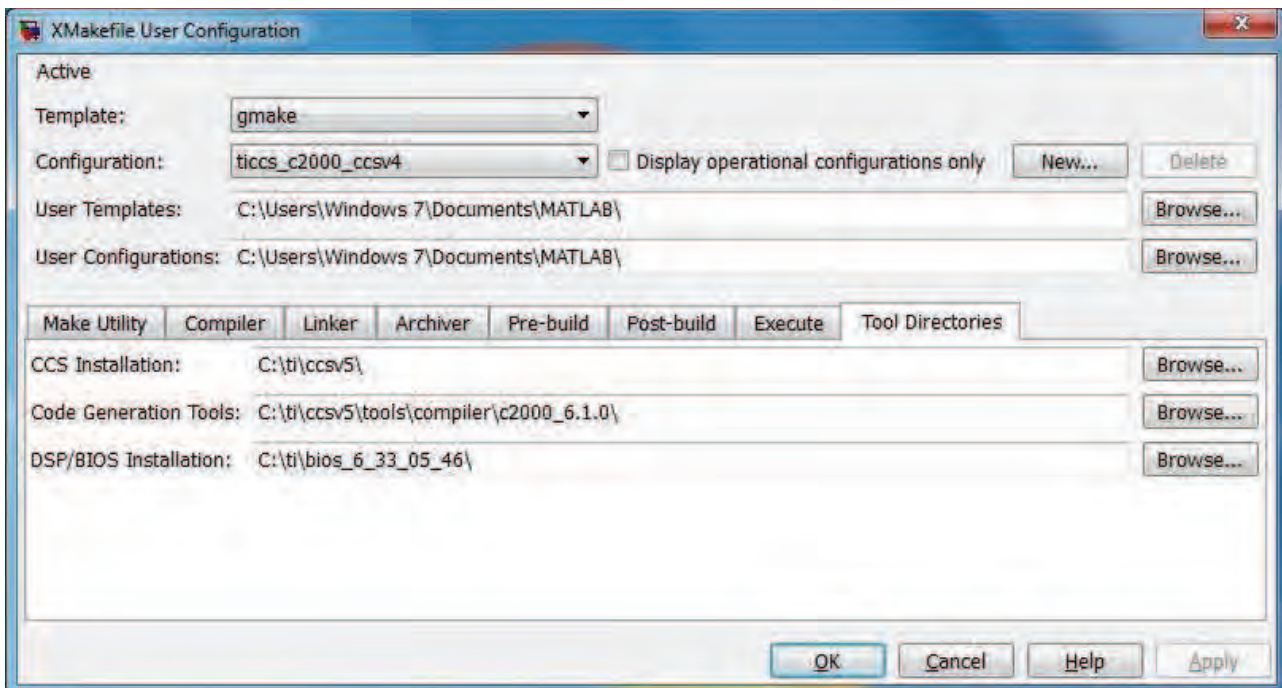 XMakefile User Configuration
Active
Template: gmake
Configuration: ticcs_c2000_ccsv4 Display operational configurations only New... Delete
User Templates: C:\Users\Windows 7\Documents\MATLAB\ Browse...
User Configurations: C:\Users\Windows 7\Documents\MATLAB\ Browse...
Make Utility Compiler Linker Archiver Pre-build Post-build Execute Tool Directories
CCS Installation: C:\ti\ccsv5\ Browse...
Code Generation Tools: C:\ti\ccsv5\tools\compiler\c2000_6.1.0\ Browse...
DSP/BIOS Installation: C:\ti\bios_6_33_05_46\ Browse...
OK Cancel Help Apply